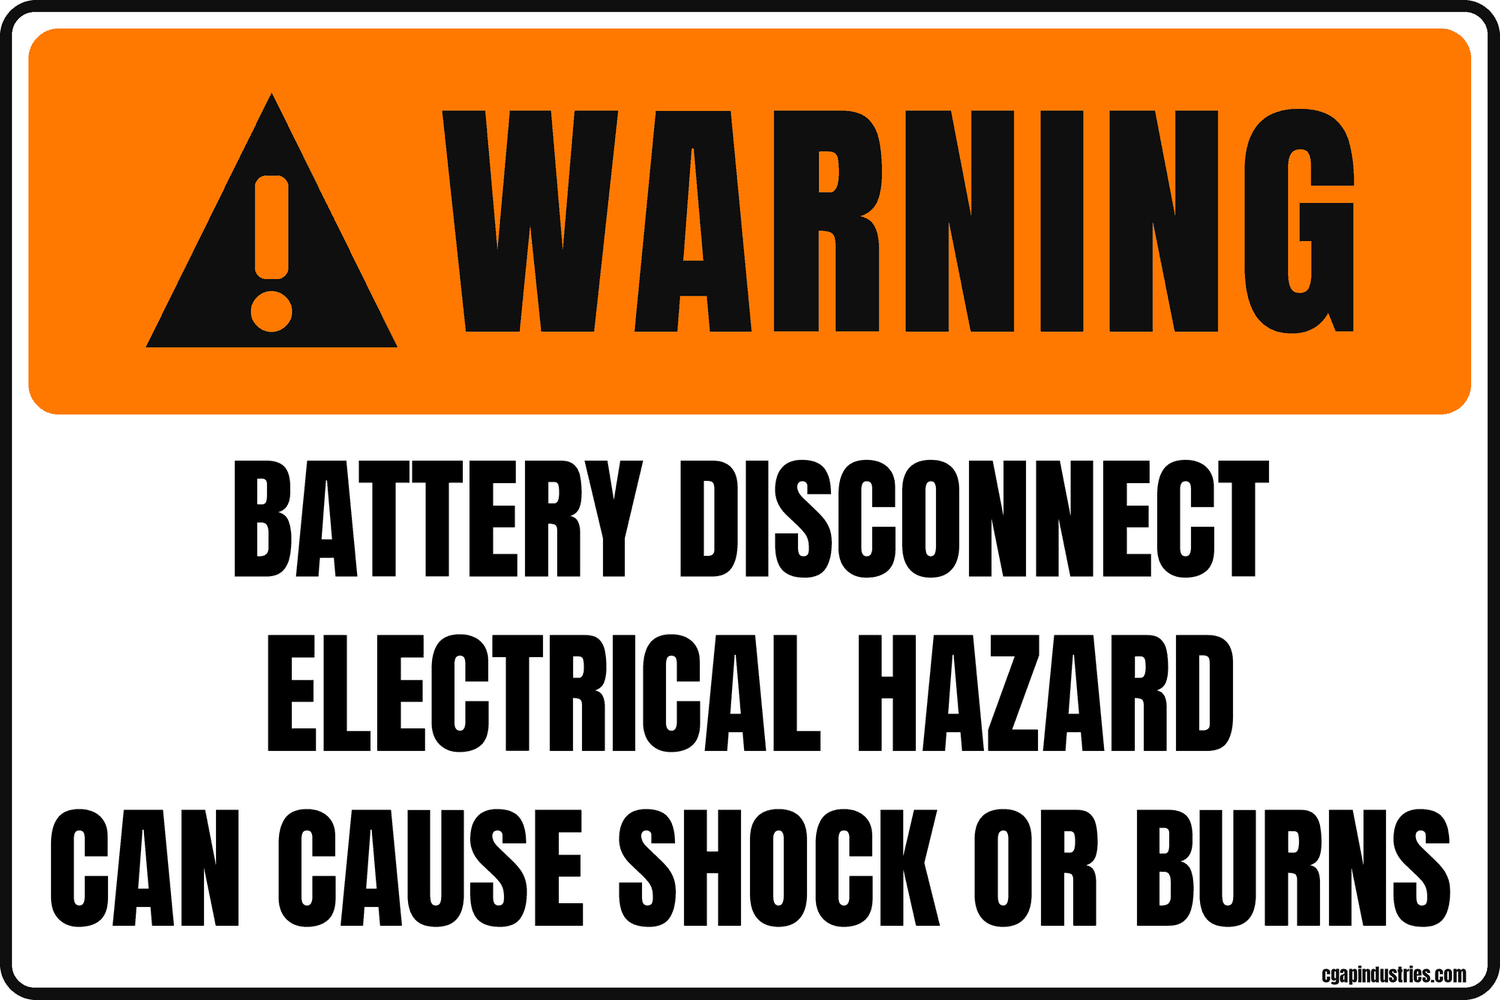 WARNING
BATTERY DISCONNECT
ELECTRICAL HAZARD
CAN CAUSE SHOCK OR BURNS
cgapindustries.com